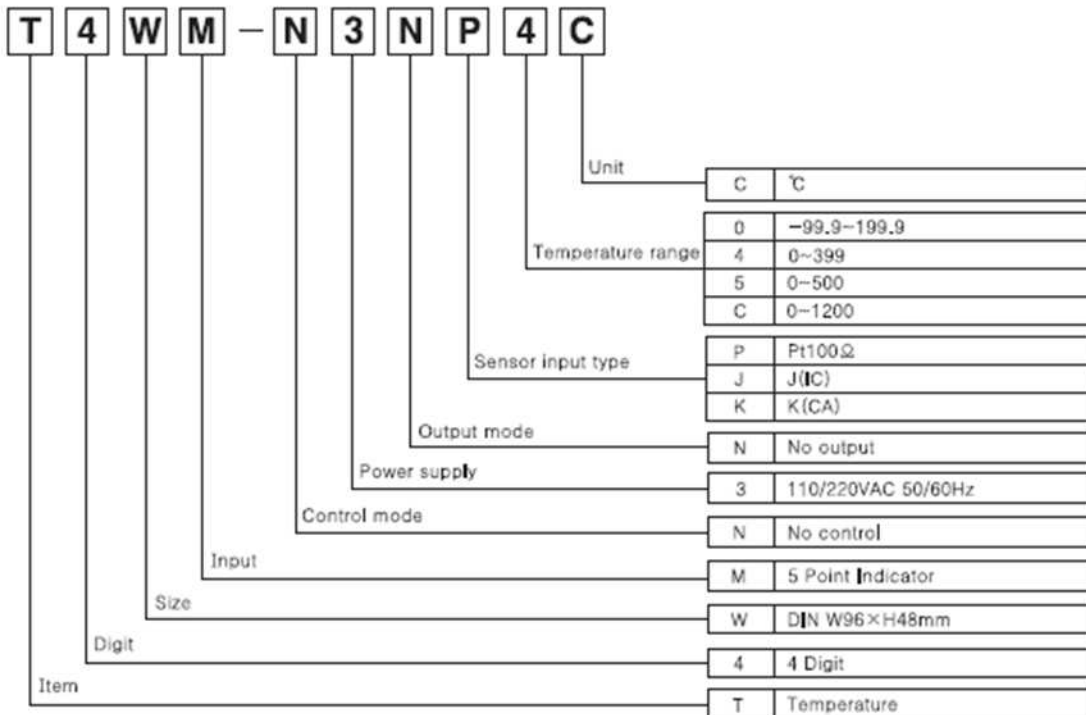 T 4 W M - N 3 N P 4 C
Unit
C ℃
0 -99.9~199.9
Temperature range
4 0~399
5 0~500
C 0~1200
P Pt100Ω
Sensor input type
J J(IC)
K K(CA)
Output mode
N No output
Power supply
3 110/220VAC 50/60Hz
Control mode
N No control
Input
M 5 Point Indicator
Size
W DIN W96×H48mm
Digit
4 4 Digit
Item
T Temperature